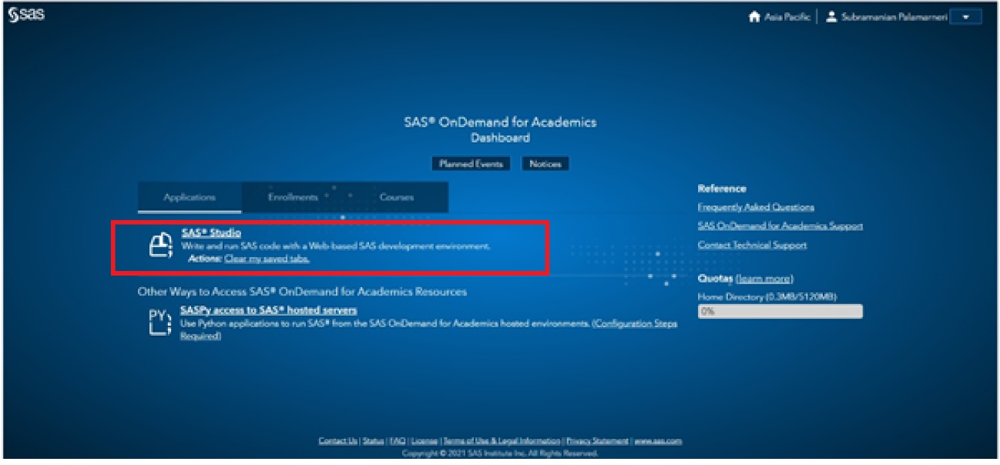 sas
Asia Pacific | Subramanian Palamarneri
SAS® OnDemand for Academics
Dashboard
Planned Events Notices
Applications Enrollments Courses
SAS® Studio
Write and run SAS code with a Web-based SAS development environment.
Actions: Clear my saved tabs.
Other Ways to Access SAS® OnDemand for Academics Resources
PY
SASPy access to SAS® hosted servers
Use Python applications to run SAS® from the SAS OnDemand for Academics hosted environments. (Configuration Steps
Required)
Reference
Frequently Asked Questions
SAS OnDemand for Academics Support
Contact Technical Support
Quotas (learn more)
Home Directory (0.3MB/5120MB)
0%
Contact Us | Status | FAQ | License | Terms of Use & Legal Information | Privacy Statement | www.sas.com
Copyright © 2021 SAS Institute Inc. All Rights Reserved.